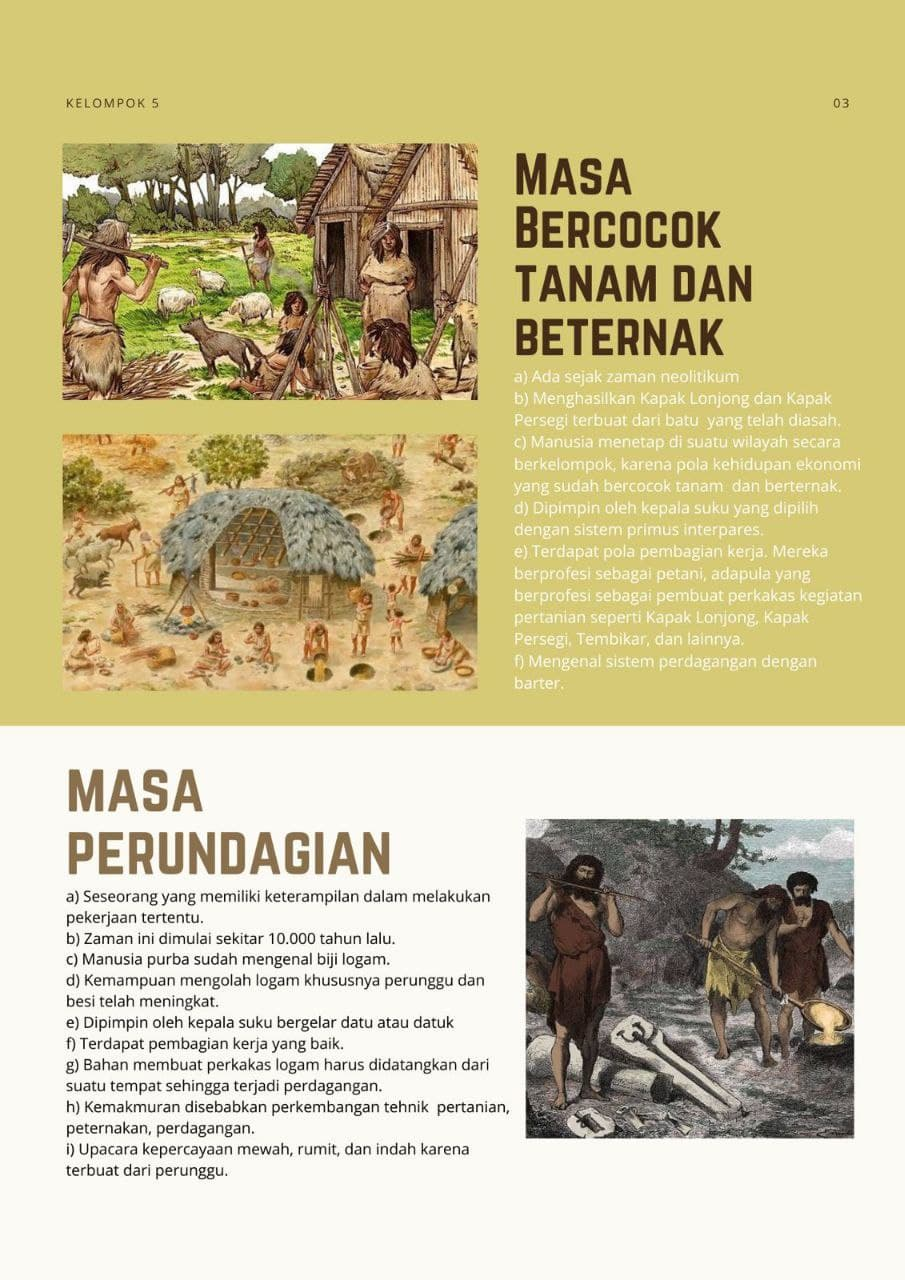 KELOMPOK 5
03
MASA
BERCOCOK
TANAM DAN
BETERNAK
a) Ada sejak zaman neolitikum
b) Menghasilkan Kapak Lonjong dan Kapak
Persegi terbuat dari batu yang telah diasah.
c) Manusia menetap di suatu wilayah secara
berkelompok, karena pola kehidupan ekonomi
yang sudah bercocok tanam dan berternak.
d) Dipimpin oleh kepala suku yang dipilih
dengan sistem primus interpares.
e) Terdapat pola pembagian kerja. Mereka
berprofesi sebagai petani, adapula yang
berprofesi sebagai pembuat perkakas kegiatan
pertanian seperti Kapak Lonjong, Kapak
Persegi, Tembikar, dan lainnya.
f) Mengenal sistem perdagangan dengan
barter.
MASA
PERUNDAGIAN
a) Seseorang yang memiliki keterampilan dalam melakukan
pekerjaan tertentu.
b) Zaman ini dimulai sekitar 10.000 tahun lalu.
c) Manusia purba sudah mengenal biji logam.
d) Kemampuan mengolah logam khususnya perunggu dan
besi telah meningkat.
e) Dipimpin oleh kepala suku bergelar datu atau datuk
f) Terdapat pembagian kerja yang baik.
g) Bahan membuat perkakas logam harus didatangkan dari
suatu tempat sehingga terjadi perdagangan.
h) Kemakmuran disebabkan perkembangan tehnik pertanian,
peternakan, perdagangan.
i) Upacara kepercayaan mewah, rumit, dan indah karena
terbuat dari perunggu.